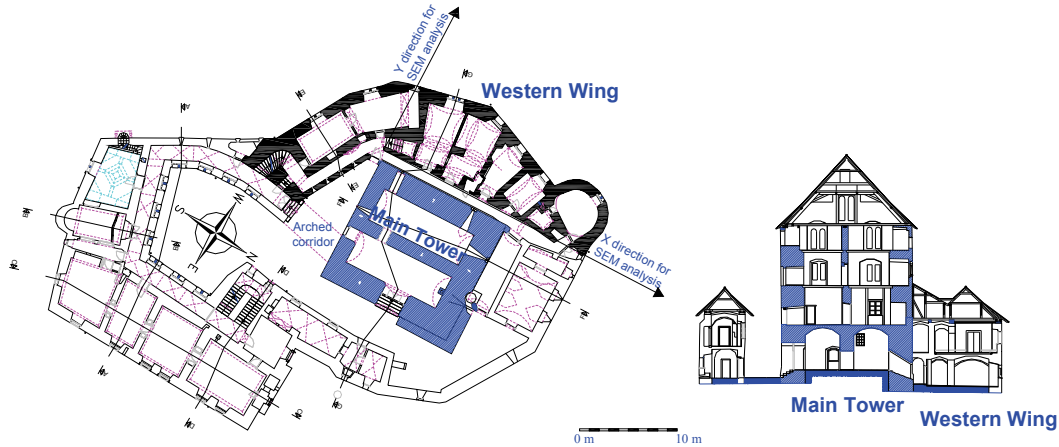 Y direction for
SEM analysis
Western Wing
Main Tower
Arched
corridor
X direction for
SEM analysis
W
S
N
E
0 m
10 m
Main Tower
Western Wing